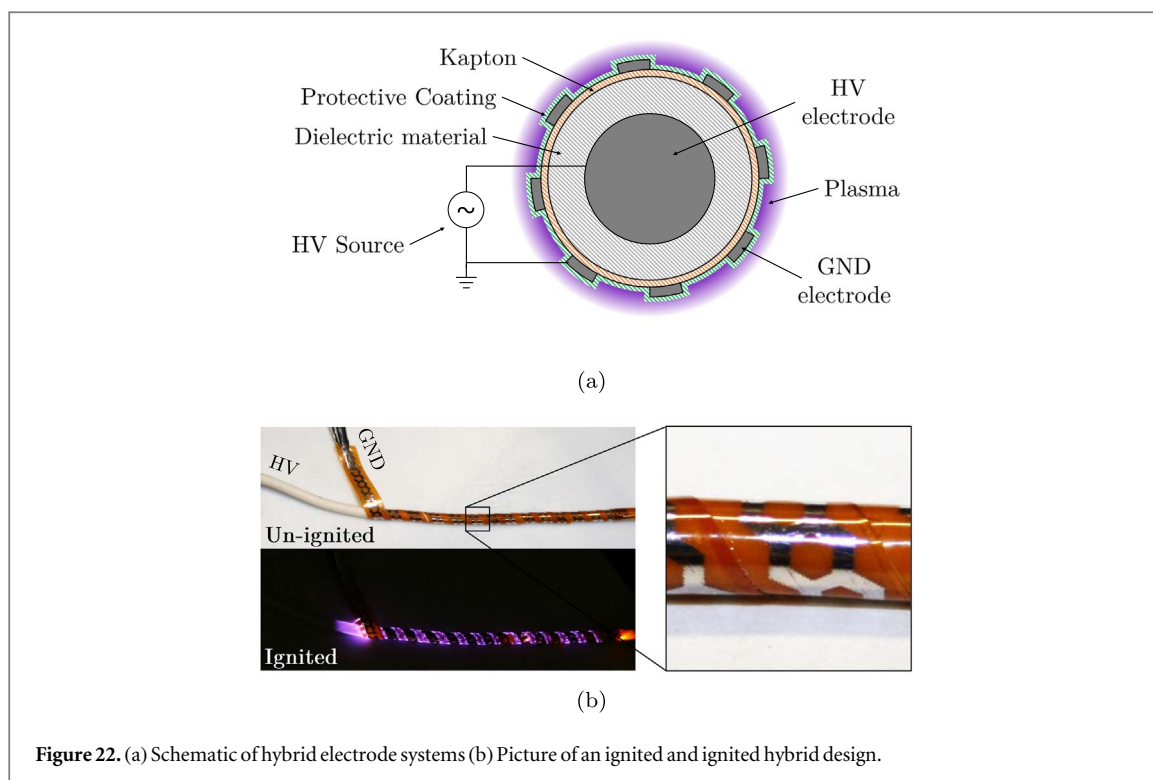 Kapton
Protective Coating
Dielectric material
HV Source
~
HV
electrode
Plasma
GND
electrode
(a)
HV
GND
Un-ignited
Ignited
(b)
Figure 22. (a) Schematic of hybrid electrode systems (b) Picture of an ignited and ignited hybrid design.